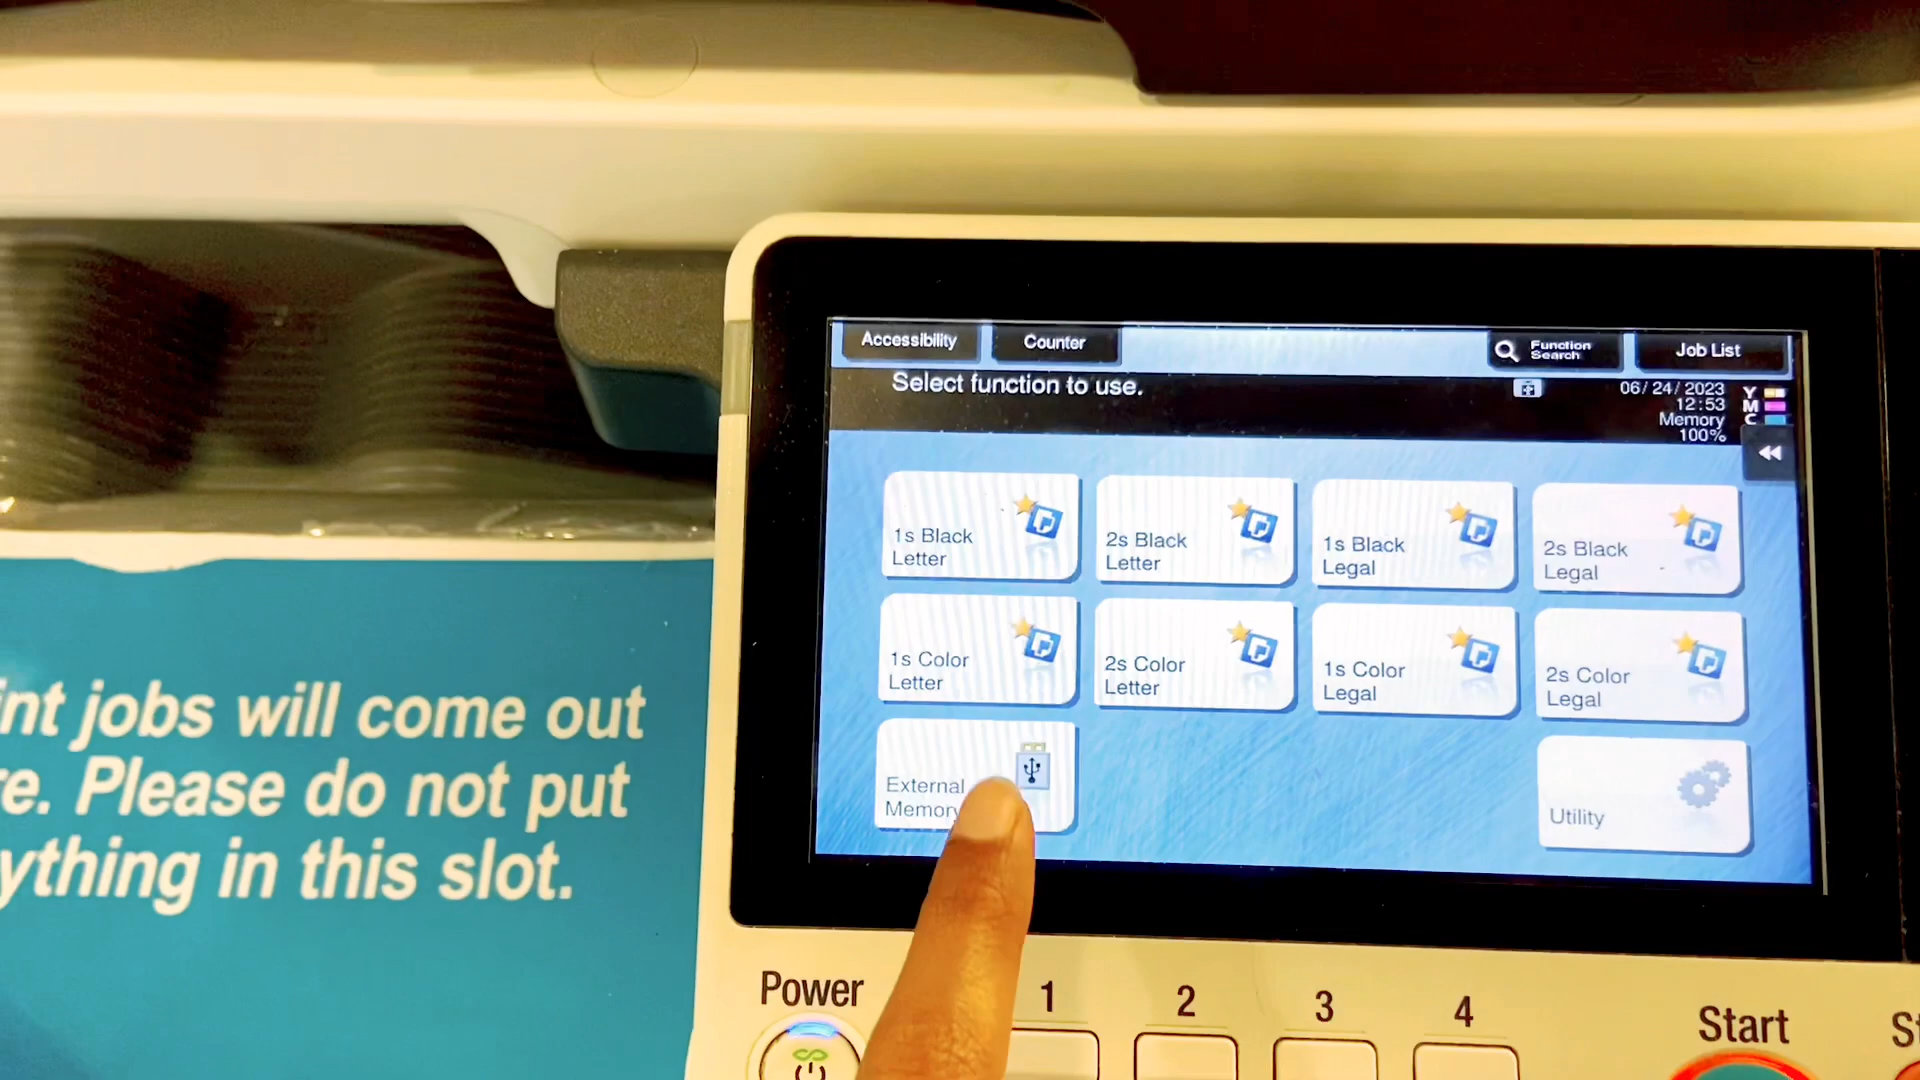 Accessibility
Counter
Function
Search
Job List
Select function to use.
06/24/2023
12:53
Memory
100%
Y
M
C
1s Black
Letter
2s Black
Letter
1s Black
Legal
2s Black
Legal
1s Color
Letter
2s Color
Letter
1s Color
Legal
2s Color
Legal
External
Memory
Utility
jobs will come out
Please do not put
in this slot.
Power
1
2
3
4
Start